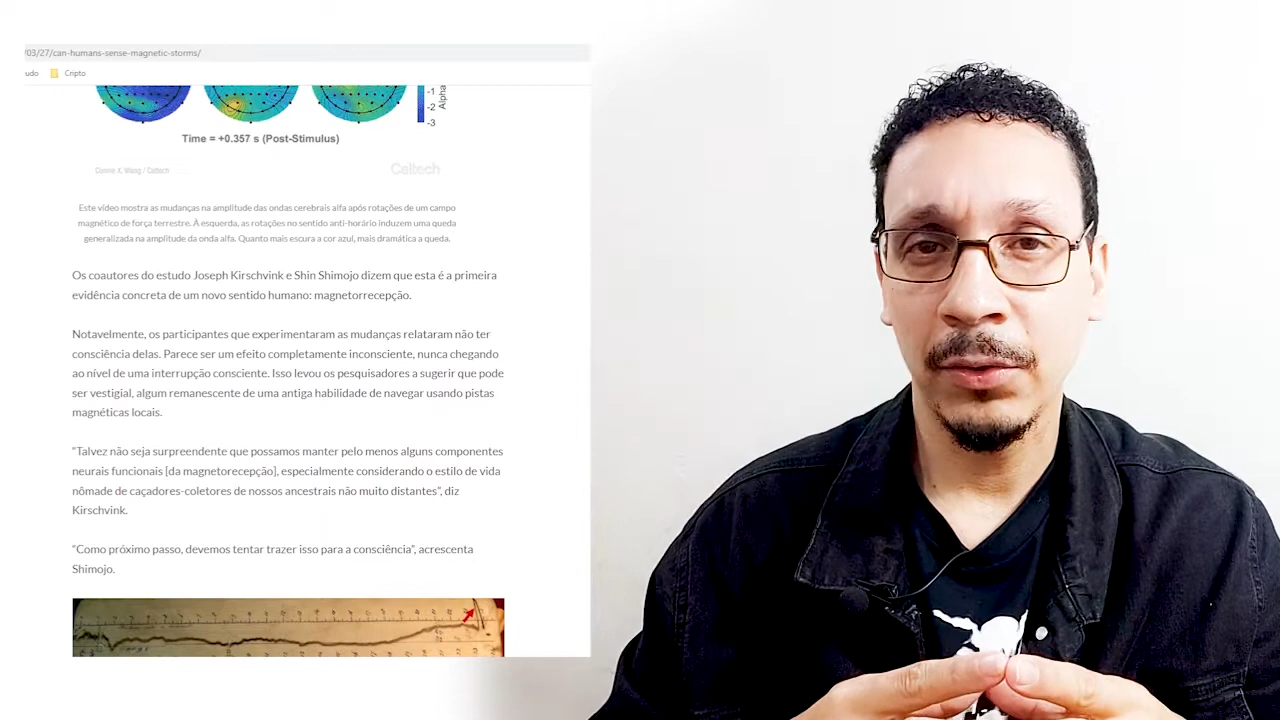 /03/27/can-humans-sense-magnetic-storms/
udo Cripto
-1
-2
-3
Alpha
Time = +0.357 s (Post-Stimulus)
Connie X. Wang / Caltech
Caltech
Este vídeo mostra as mudanças na amplitude das ondas cerebrais alfa após rotações de um campo
magnético de força terrestre. À esquerda, as rotações no sentido anti-horário induzem uma queda
generalizada na amplitude da onda alfa. Quanto mais escura a cor azul, mais dramática a queda.
Os coautores do estudo Joseph Kirschvink e Shin Shimojo dizem que esta é a primeira
evidência concreta de um novo sentido humano: magnetorrecepção.
Notavelmente, os participantes que experimentaram as mudanças relataram não ter
consciência delas. Parece ser um efeito completamente inconsciente, nunca chegando
ao nível de uma interrupção consciente. Isso levou os pesquisadores a sugerir que pode
ser vestigial, algum remanescente de uma antiga habilidade de navegar usando pistas
magnéticas locais.
"Talvez não seja surpreendente que possamos manter pelo menos alguns componentes
neurais funcionais [da magnetorecepção], especialmente considerando o estilo de vida
nômade de caçadores-coletores de nossos ancestrais não muito distantes", diz
Kirschvink.
"Como próximo passo, devemos tentar trazer isso para a consciência", acrescenta
Shimojo.